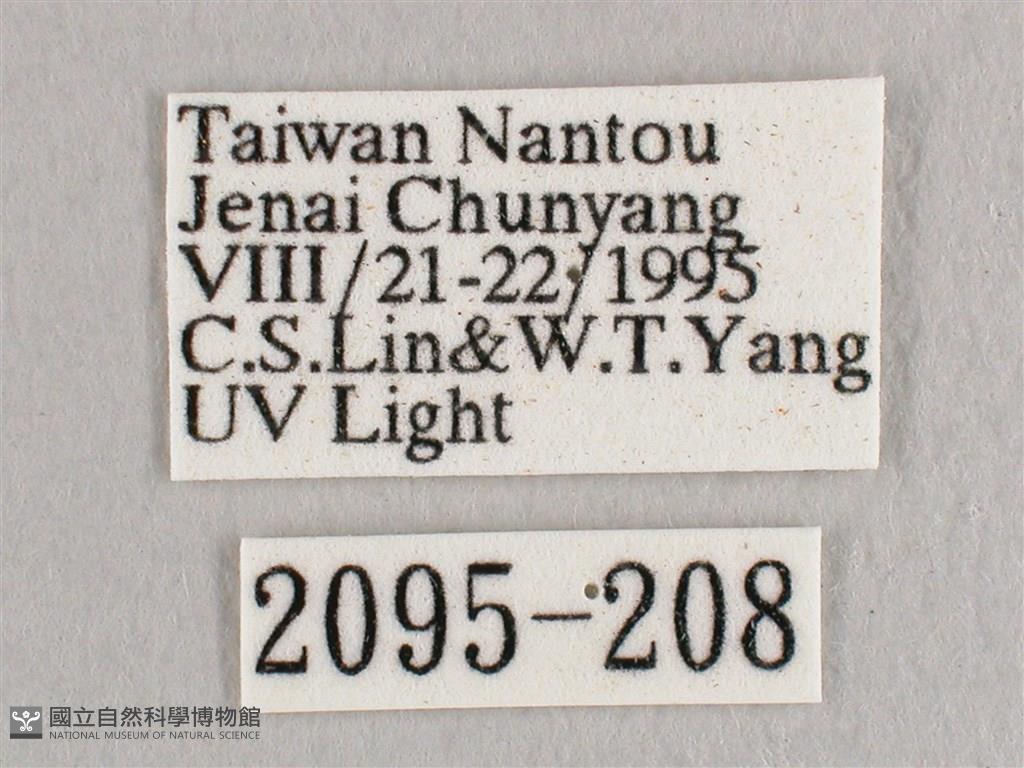 Taiwan Nantou
Jenai Chunyang
VIII/21-22/1995
C.S.Lin&W.T.Yang
UV Light
2095-208
國立自然科學博物館
NATIONAL MUSEUM OF NATURAL SCIENCE